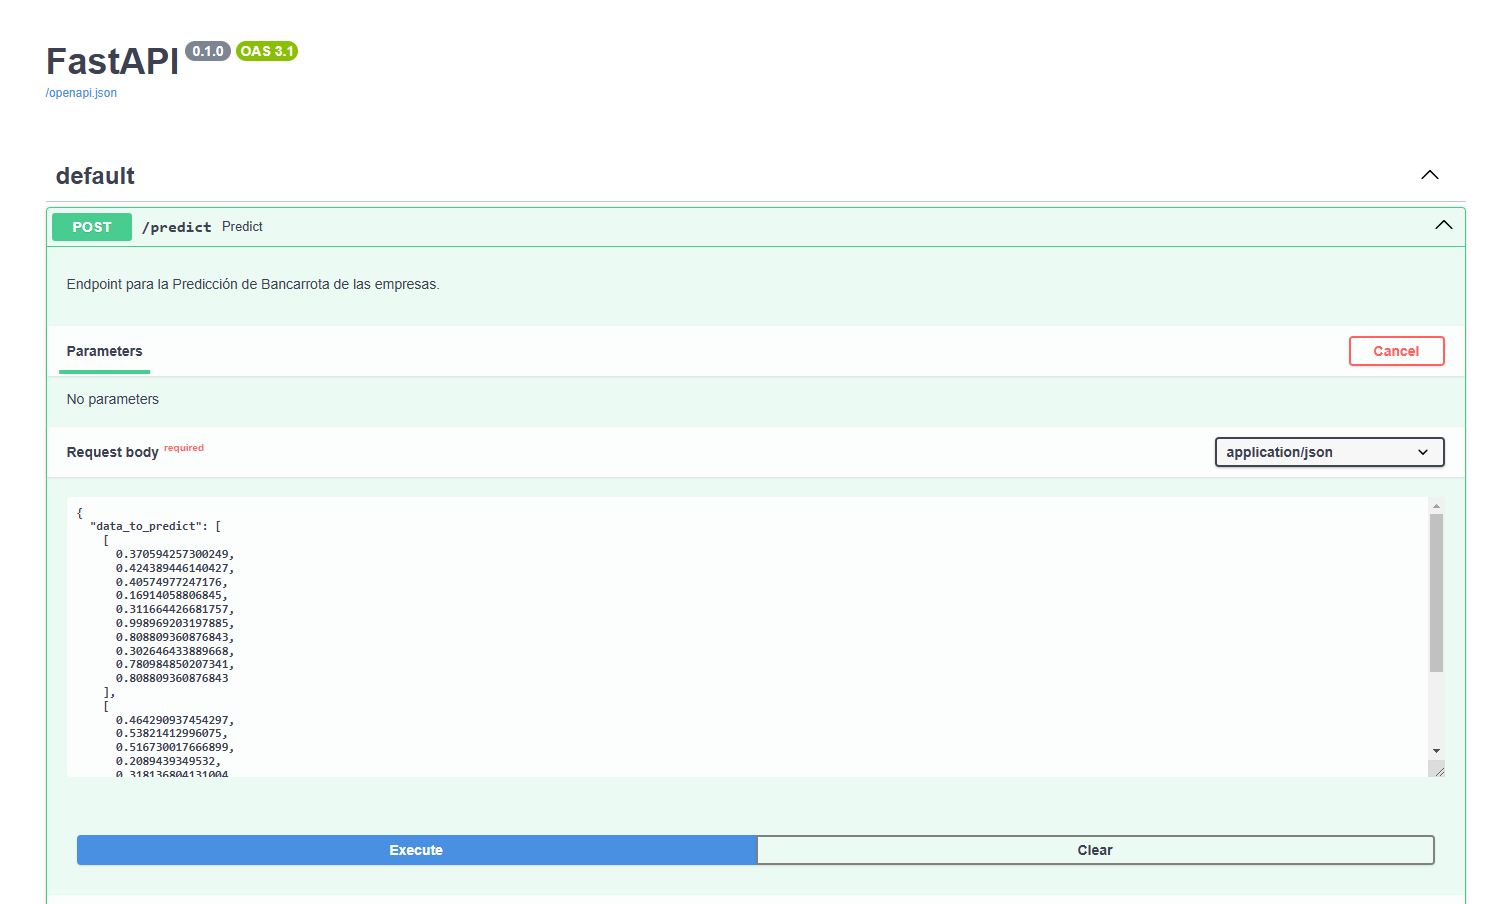 FastAPI 0.1.0 OAS 3.1
/openapi.json
default
POST /predict Predict
Endpoint para la Predicción de Bancarrota de las empresas.
Parameters Cancel
No parameters
Request body required application/json
{
"data_to_predict": [
[
0.370594257300249,
0.424389446140427,
0.40574977247176,
0.16914058806845,
0.311664426681757,
0.998969203197885,
0.808809360876843,
0.302646433889668,
0.780984850207341,
0.808809360876843
],
[
0.464290937454297,
0.53821412996075,
0.516730017666899,
0.2089439349532,
0.318136804131004
Execute Clear